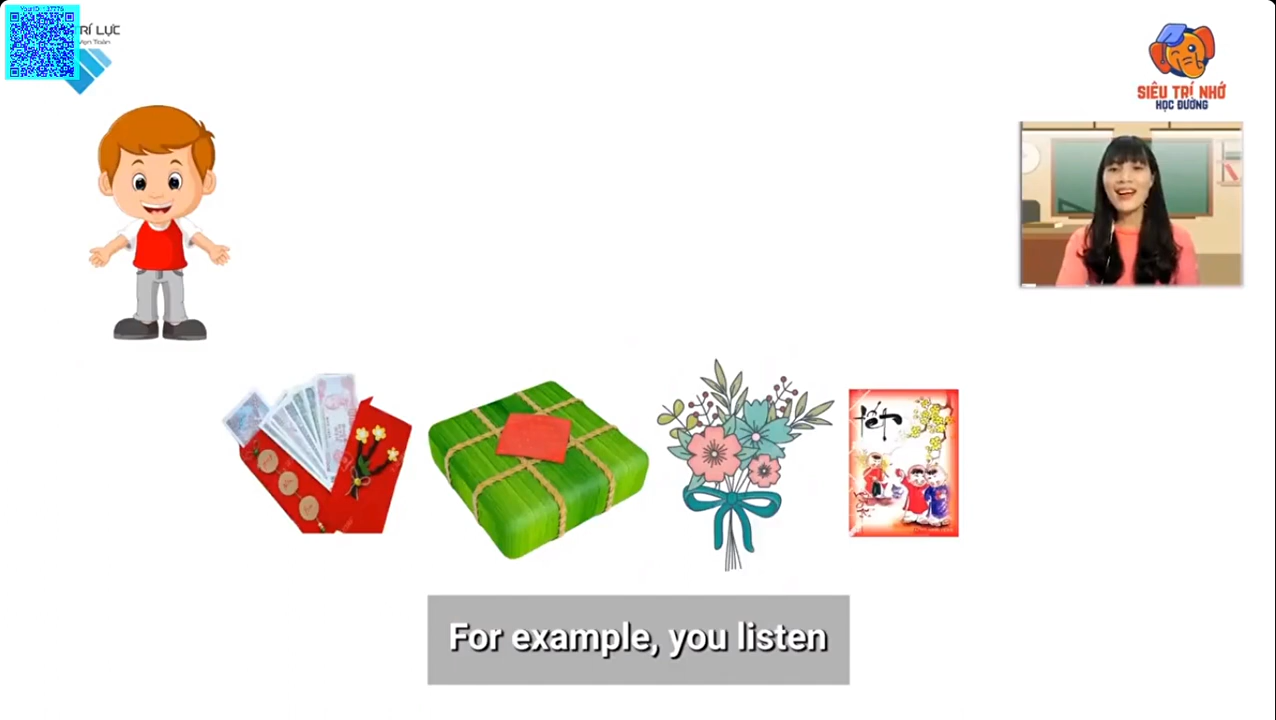 RÍ LỰC
SIÊU TRÍ NHỚ
HỌC ĐƯỜNG
tết
For example, you listen